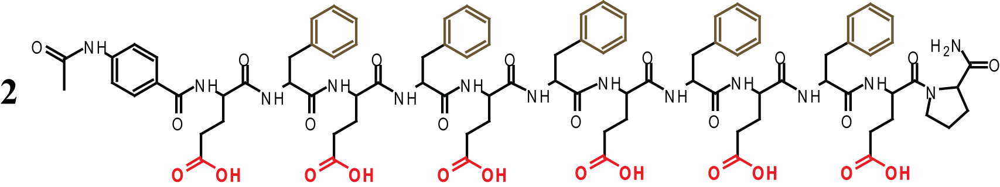 2
O NH O O O O O H2N
NH NH NH NH NH NH N O
NH NH NH NH NH
O O O O O O
O OH O OH O OH O OH O OH O OH